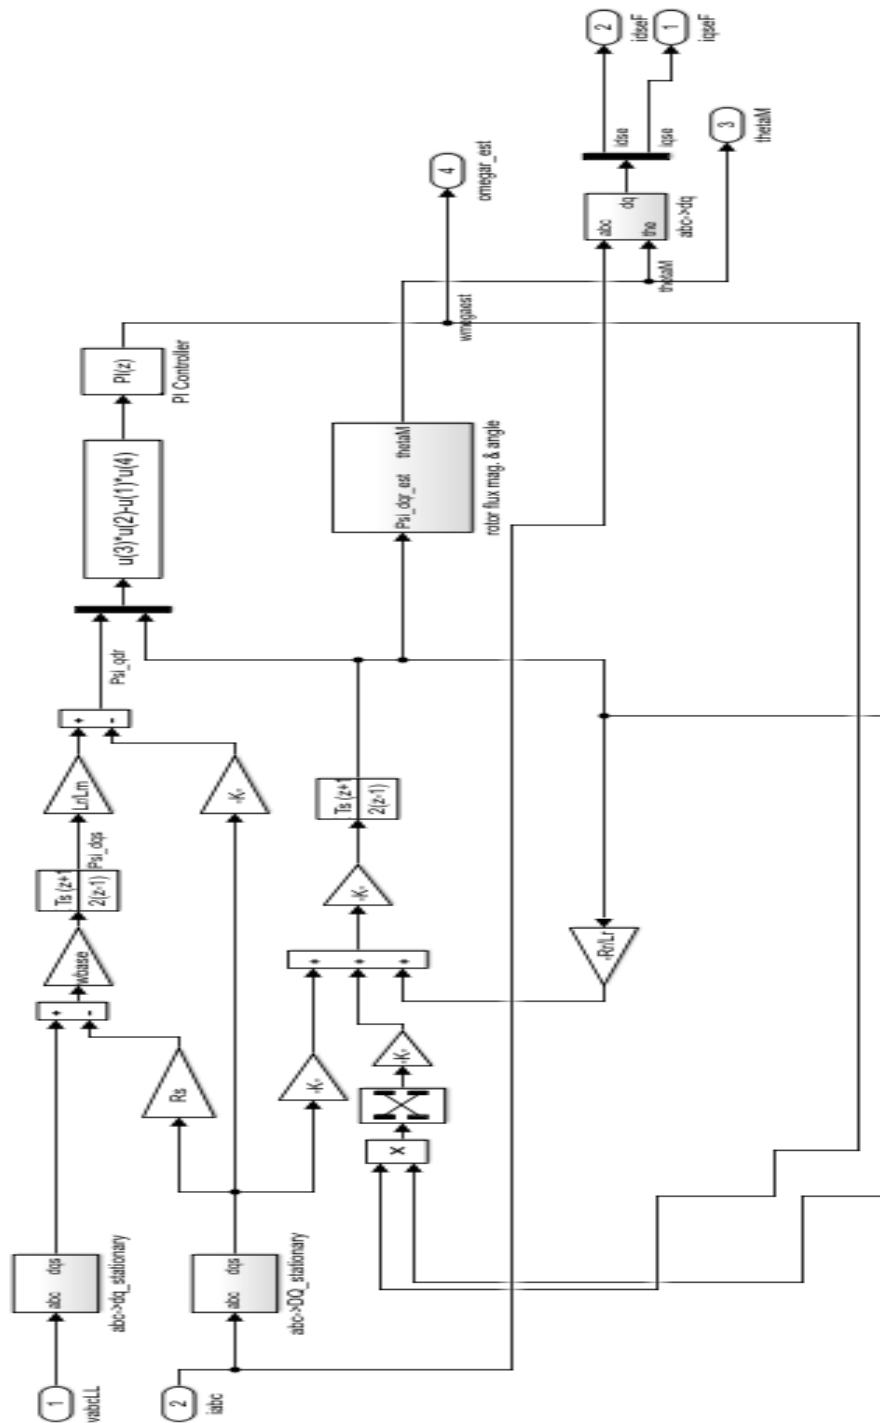 1
vabcLL
abc dqs
abc->dq_stationary
2
iabc
abc dqs
abc->DQ_stationary
+
-
Rs
wbase
Ts (z+1
2(z-1)
Psi_dqs
Lr/Lm
+
-
-K-
Psi_qdr
u(3)*u(2)-u(1)*u(4)
PI(z)
PI Controller
-K-
×
-K-
+
+
+
-K-
Ts (z+1
2(z-1)
-Rr/Lr
Psi_dqr_est thetaM
rotor flux mag. & angle
wmegaest
4
omegar_est
thetaM
abc
the
dq
abc->dq
idse
iqse
2
idseF
1
iqseF
3
thetaM